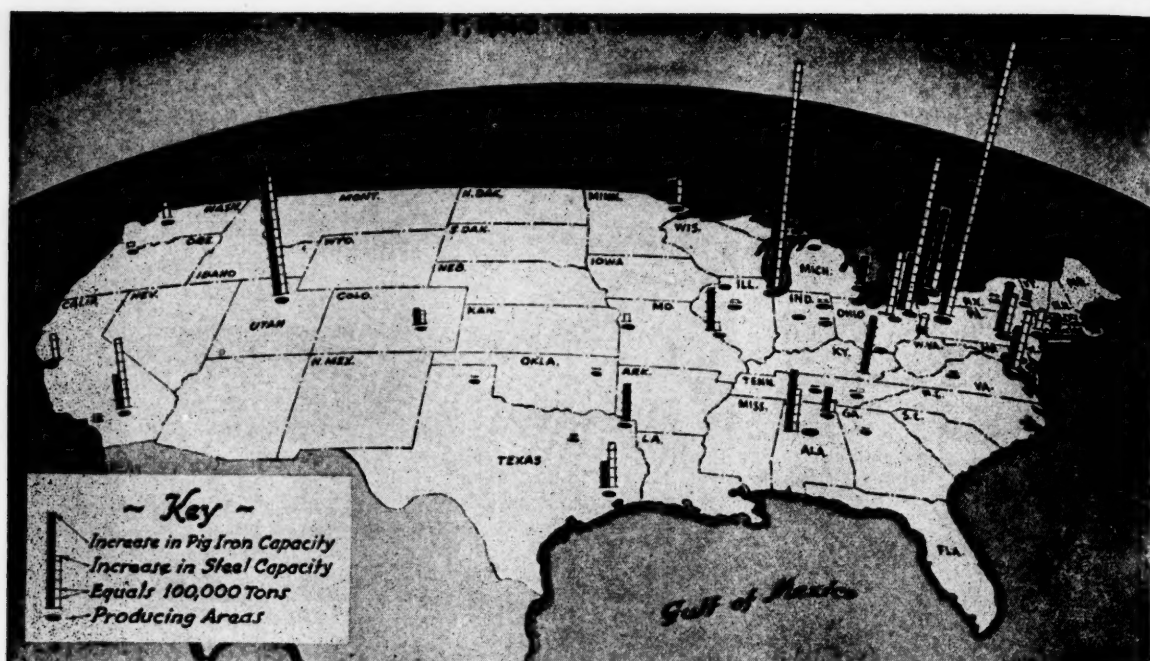 WASH.
MONT.
N. DAK.
MINN.
ORE.
IDAHO
WYO.
S. DAK.
WIS.
MICH.
CALIF.
NEV.
UTAH
COLO.
NEB.
IOWA
ILL.
IND.
OHIO
PA.
KAN.
MO.
KY.
W.VA.
VA.
N. MEX.
OKLA.
ARK.
TENN.
N.C.
S.C.
TEXAS
LA.
MISS.
ALA.
GA.
FLA.
Gulf of Mexico
~ Key ~
Increase in Pig Iron Capacity
Increase in Steel Capacity
Equals 100,000 Tons
Producing Areas